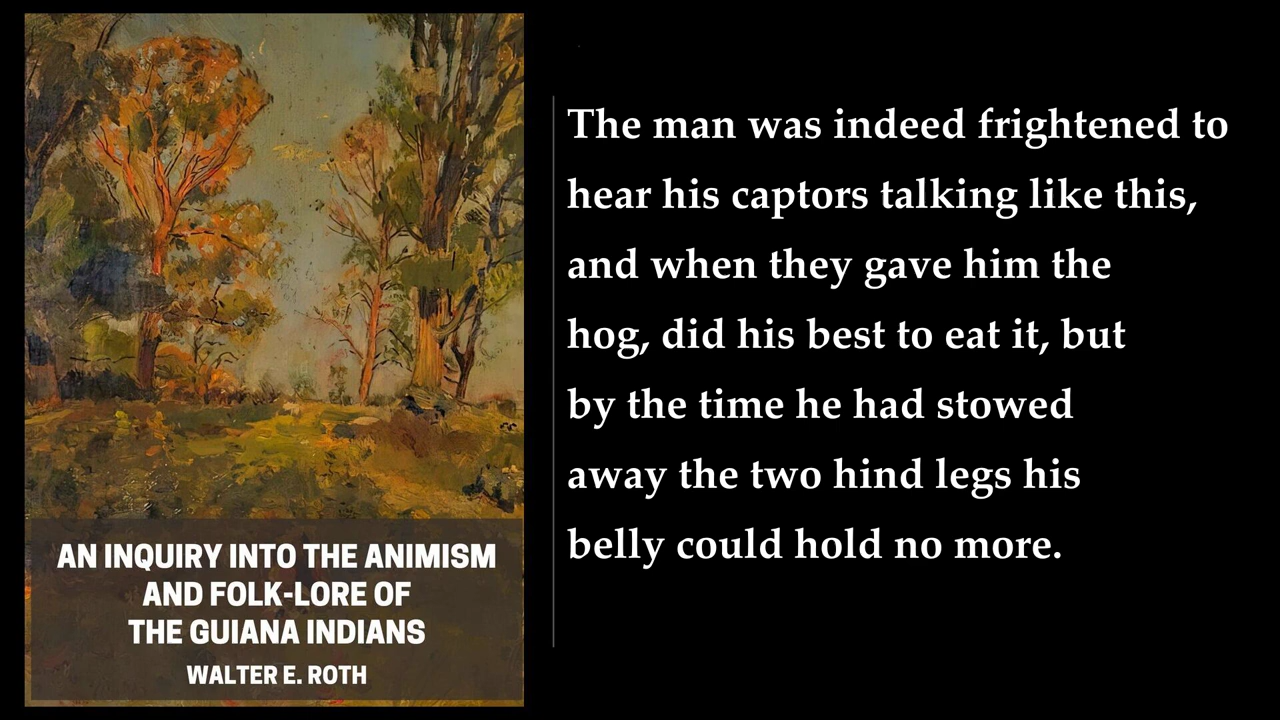 The man was indeed frightened to
hear his captors talking like this,
and when they gave him the
hog, did his best to eat it, but
by the time he had stowed
away the two hind legs his
belly could hold no more.
AN INQUIRY INTO THE ANIMISM
AND FOLK-LORE OF
THE GUIANA INDIANS
WALTER E. ROTH